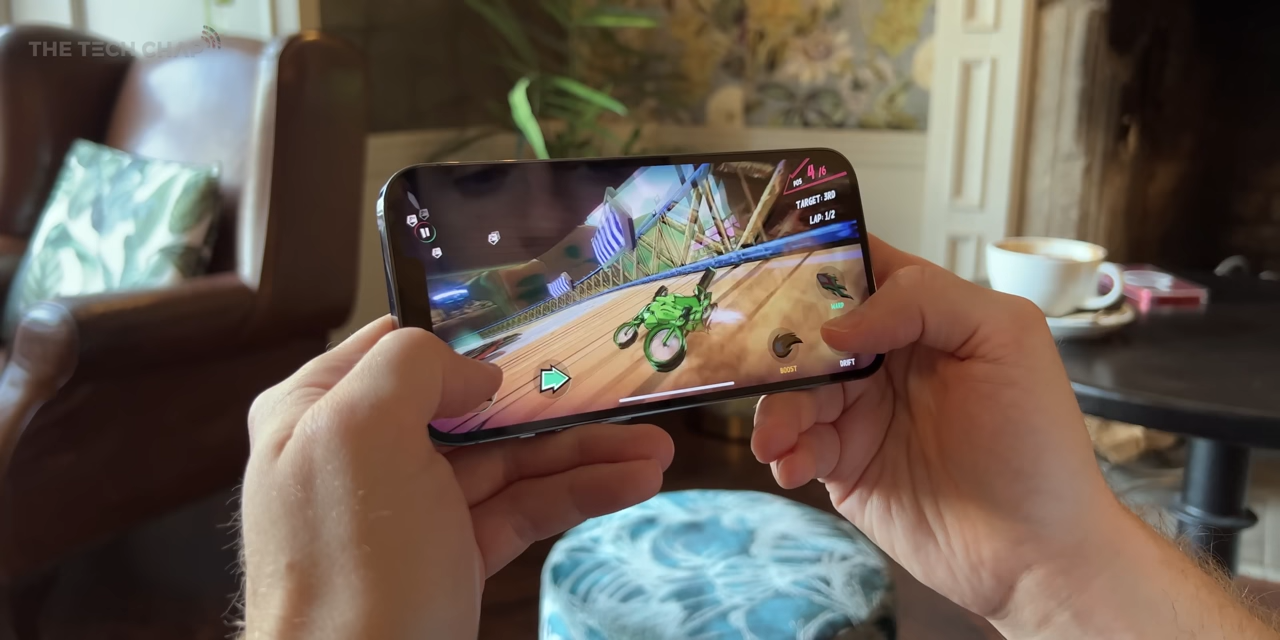 THE TECH CHAP
POS 4/6
TARGET: 3RD
LAP: 1/2
BOOST
DRIFT